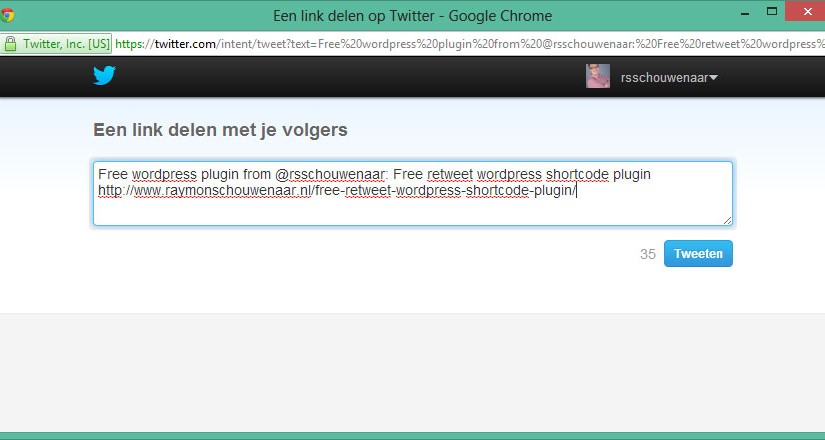 Een link delen op Twitter - Google Chrome
Twitter, Inc. [US] https://twitter.com/intent/tweet?text=Free%20wordpress%20plugin%20from%20@rsschouwenaar:%20Free%20retweet%20wordpress%
rsschouwenaar
Een link delen met je volgers
Free wordpress plugin from @rsschouwenaar: Free retweet wordpress shortcode plugin
http://www.raymonschouwenaar.nl/free-retweet-wordpress-shortcode-plugin/
35 Tweeten